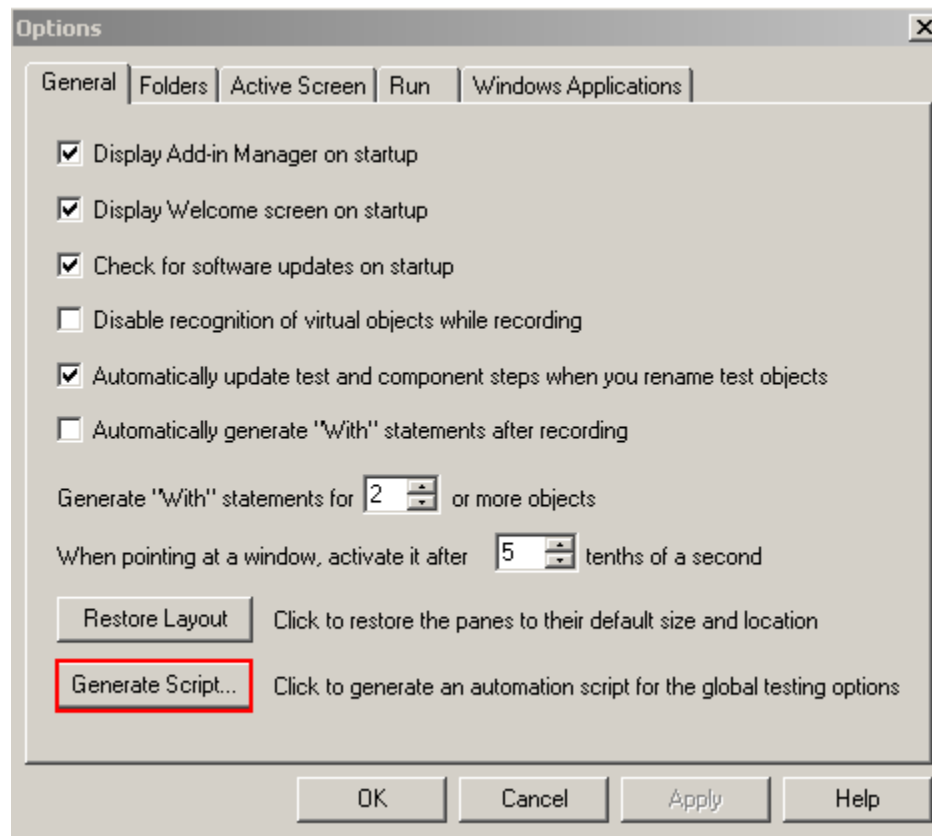 Options
General Folders Active Screen Run Windows Applications
Display Add-in Manager on startup
Display Welcome screen on startup
Check for software updates on startup
Disable recognition of virtual objects while recording
Automatically update test and component steps when you rename test objects
Automatically generate "With" statements after recording
Generate "With" statements for 2 or more objects
When pointing at a window, activate it after 5 tenths of a second
Restore Layout Click to restore the panes to their default size and location
Generate Script... Click to generate an automation script for the global testing options
OK Cancel Apply Help